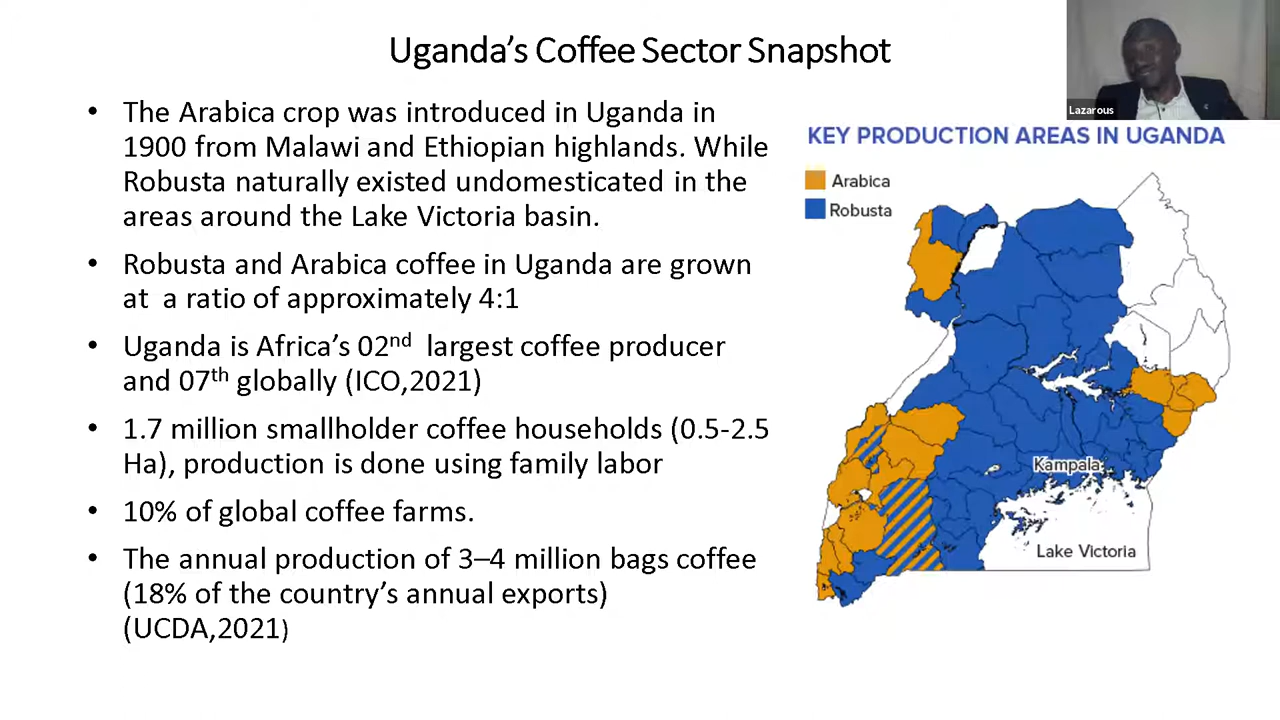 Uganda's Coffee Sector Snapshot
• The Arabica crop was introduced in Uganda in
1900 from Malawi and Ethiopian highlands. While
Robusta naturally existed undomesticated in the
areas around the Lake Victoria basin.
• Robusta and Arabica coffee in Uganda are grown
at a ratio of approximately 4:1
• Uganda is Africa's 02nd largest coffee producer
and 07th globally (ICO,2021)
• 1.7 million smallholder coffee households (0.5-2.5
Ha), production is done using family labor
• 10% of global coffee farms.
• The annual production of 3–4 million bags coffee
(18% of the country's annual exports)
(UCDA,2021)
Lazarous
KEY PRODUCTION AREAS IN UGANDA
Arabica
Robusta
Kampala
Lake Victoria